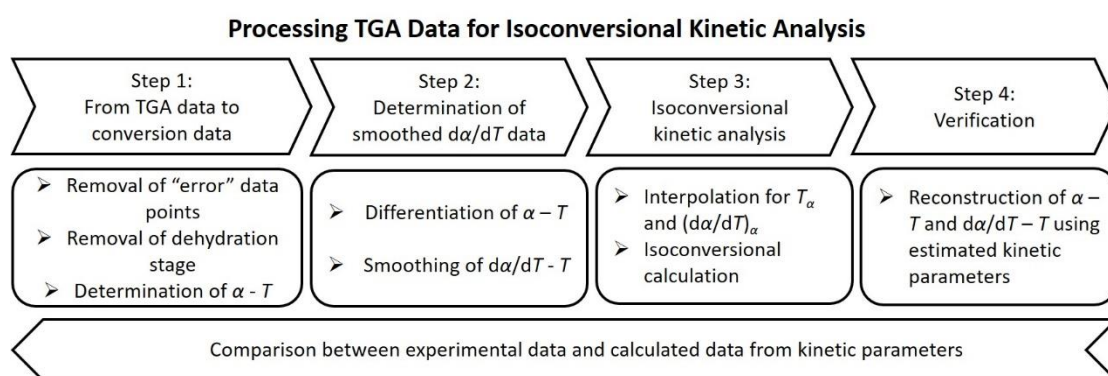 Processing TGA Data for Isoconversional Kinetic Analysis
Step 1:
From TGA data to
conversion data
Step 2:
Determination of
smoothed dα/dT data
Step 3:
Isoconversional
kinetic analysis
Step 4:
Verification
➢ Removal of “error” data
points
➢ Removal of dehydration
stage
➢ Determination of α - T
➢ Differentiation of α – T
➢ Smoothing of dα/dT - T
➢ Interpolation for Tα
and (dα/dT)α
➢ Isoconversional
calculation
➢ Reconstruction of α –
T and dα/dT – T using
estimated kinetic
parameters
Comparison between experimental data and calculated data from kinetic parameters